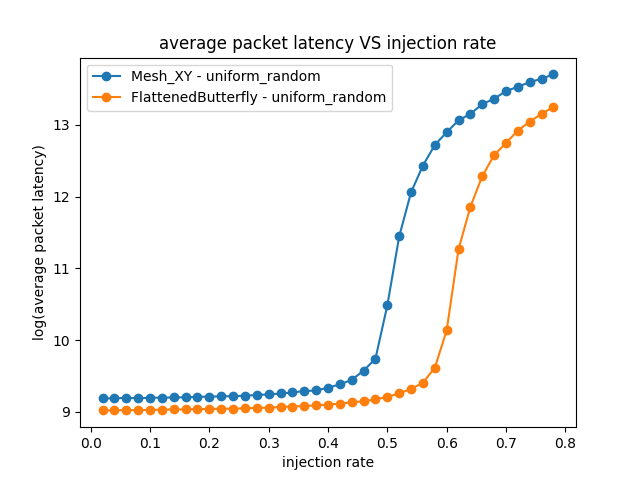 average packet latency VS injection rate
Mesh_XY - uniform_random
FlattenedButterfly - uniform_random
log(average packet latency)
13
12
11
10
9
0.0 0.1 0.2 0.3 0.4 0.5 0.6 0.7 0.8
injection rate